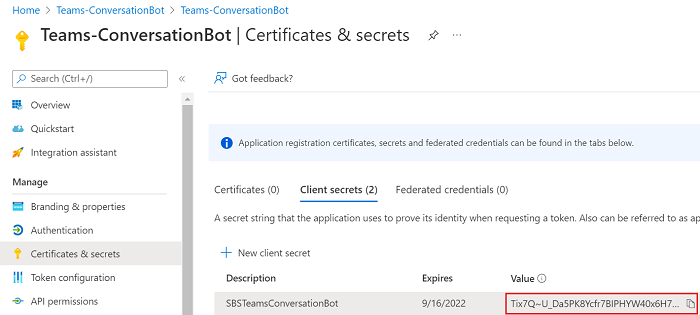 Home > Teams-ConversationBot > Teams-ConversationBot
Teams-ConversationBot | Certificates & secrets
Search (Ctrl+/)
Got feedback?
Overview
Quickstart
Integration assistant
Application registration certificates, secrets and federated credentials can be found in the tabs below.
Manage
Certificates (0) Client secrets (2) Federated credentials (0)
Branding & properties
A secret string that the application uses to prove its identity when requesting a token. Also can be referred to as ap
Authentication
Certificates & secrets
New client secret
Token configuration
Description Expires Value
API permissions
SBSTeamsConversationBot 9/16/2022 Tix7Q~U_Da5PK8Ycfr7BIPHYW40x6H7...